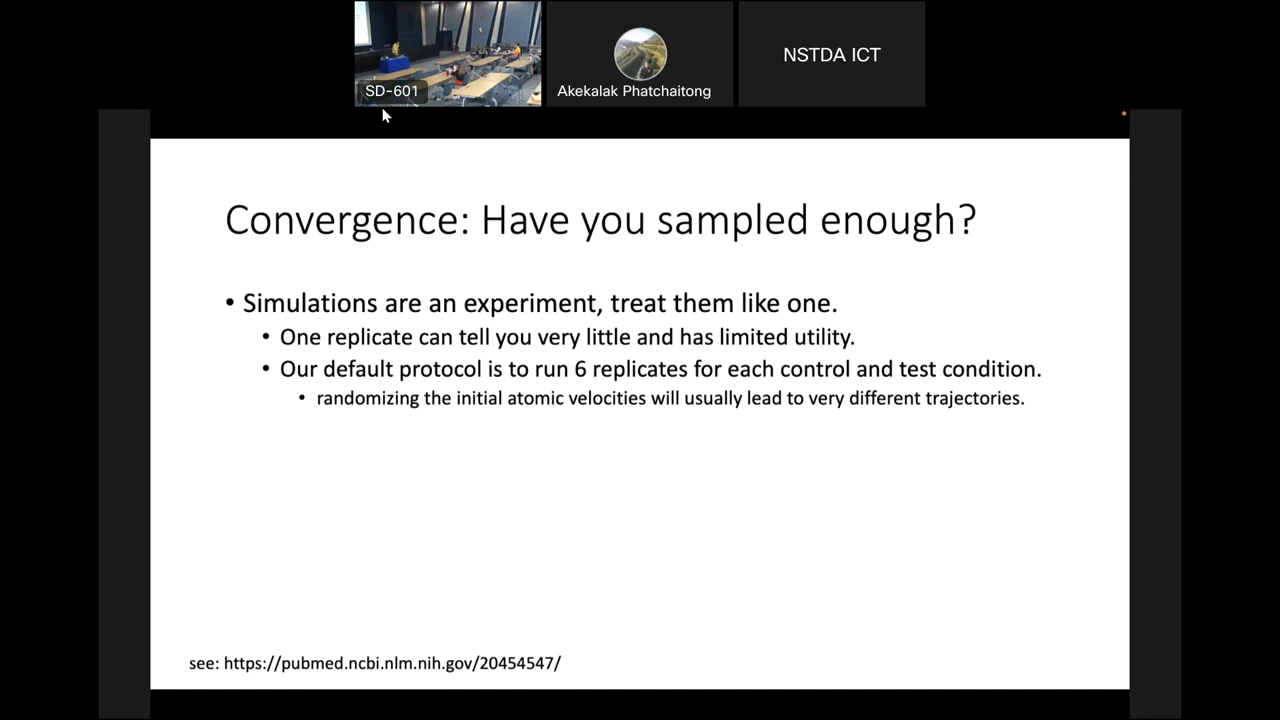 SD-601
Akekalak Phatchaitong
NSTDA ICT
Convergence: Have you sampled enough?
• Simulations are an experiment, treat them like one.
• One replicate can tell you very little and has limited utility.
• Our default protocol is to run 6 replicates for each control and test condition.
• randomizing the initial atomic velocities will usually lead to very different trajectories.
see: https://pubmed.ncbi.nlm.nih.gov/20454547/